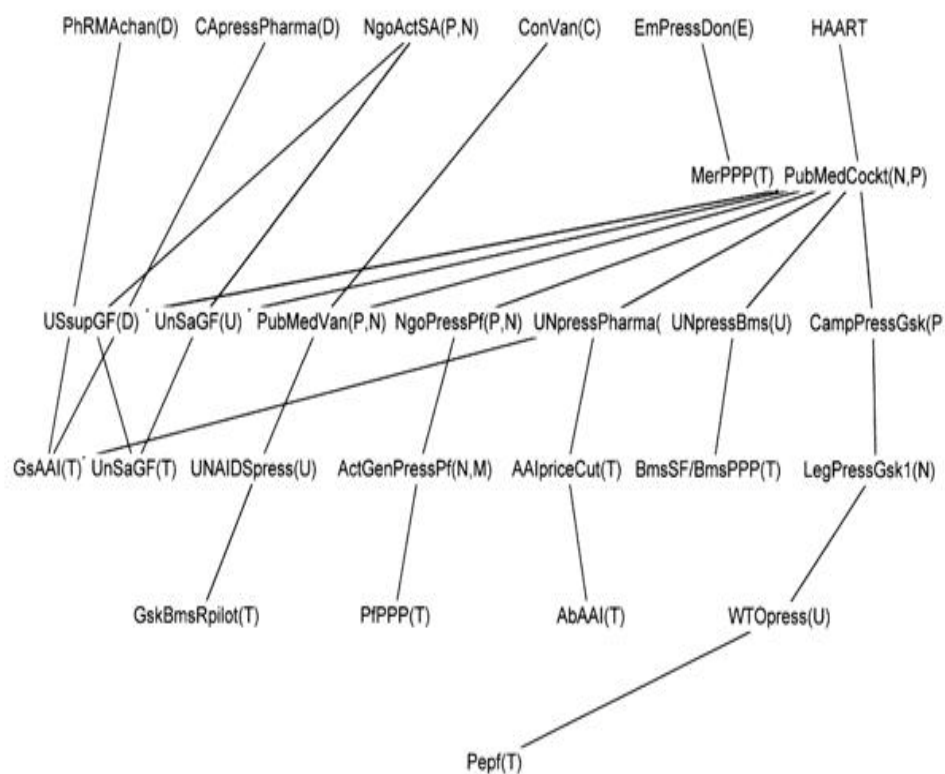 PhRMAchan(D) CApressPharma(D) NgoActSA(P,N) ConVan(C) EmPressDon(E) HAART
MerPPP(T) PubMedCockt(N,P)
USsupGF(D) UnSaGF(U) PubMedVan(P,N) NgoPressPf(P,N) UNpressPharma( UNpressBms(U) CampPressGsk(P
GsAAI(T) UnSaGF(T) UNAIDSpress(U) ActGenPressPf(N,M) AAIpriceCut(T) BmsSF/BmsPPP(T) LegPressGsk1(N)
GskBmsRpilot(T) PfPPP(T) AbAAI(T) WTOpress(U)
Pepf(T)